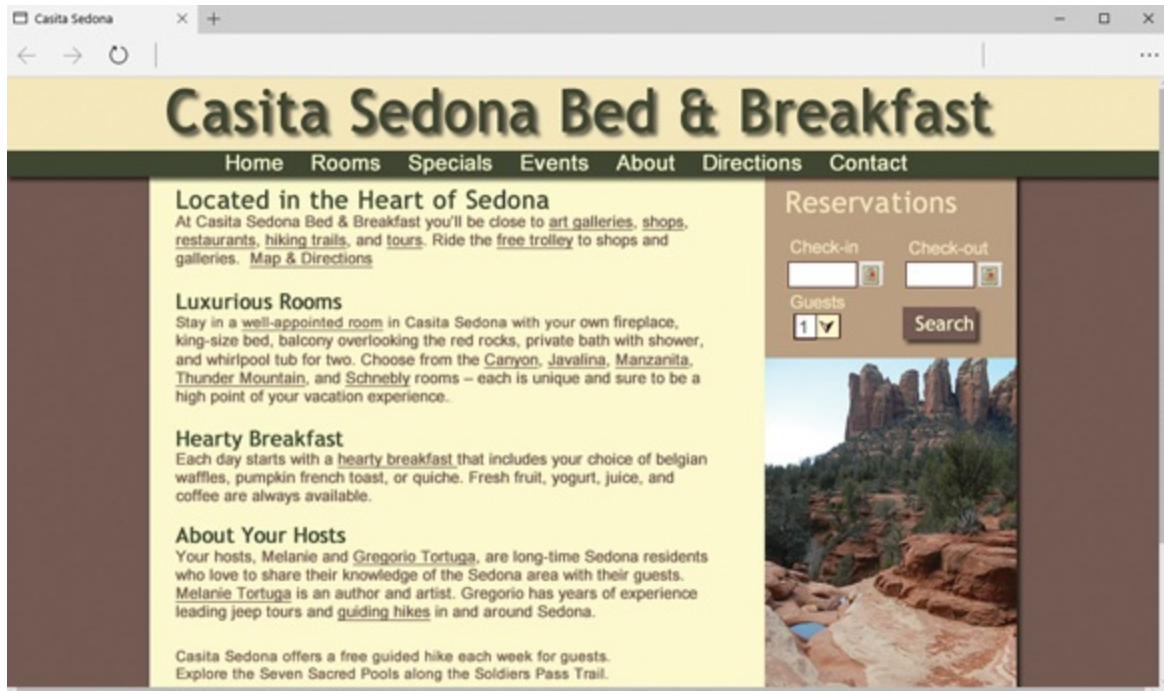 Casita Sedona
Casita Sedona Bed & Breakfast
Home Rooms Specials Events About Directions Contact
Located in the Heart of Sedona
At Casita Sedona Bed & Breakfast you'll be close to art galleries, shops,
restaurants, hiking trails, and tours. Ride the free trolley to shops and
galleries. Map & Directions
Luxurious Rooms
Stay in a well-appointed room in Casita Sedona with your own fireplace,
king-size bed, balcony overlooking the red rocks, private bath with shower,
and whirlpool tub for two. Choose from the Canyon, Javalina, Manzanita,
Thunder Mountain, and Schnebly rooms – each is unique and sure to be a
high point of your vacation experience.
Hearty Breakfast
Each day starts with a hearty breakfast that includes your choice of belgian
waffles, pumpkin french toast, or quiche. Fresh fruit, yogurt, juice, and
coffee are always available.
About Your Hosts
Your hosts, Melanie and Gregorio Tortuga, are long-time Sedona residents
who love to share their knowledge of the Sedona area with their guests.
Melanie Tortuga is an author and artist. Gregorio has years of experience
leading jeep tours and guiding hikes in and around Sedona.
Casita Sedona offers a free guided hike each week for guests.
Explore the Seven Sacred Pools along the Soldiers Pass Trail.
Reservations
Check-in Check-out
Guests
1 Search